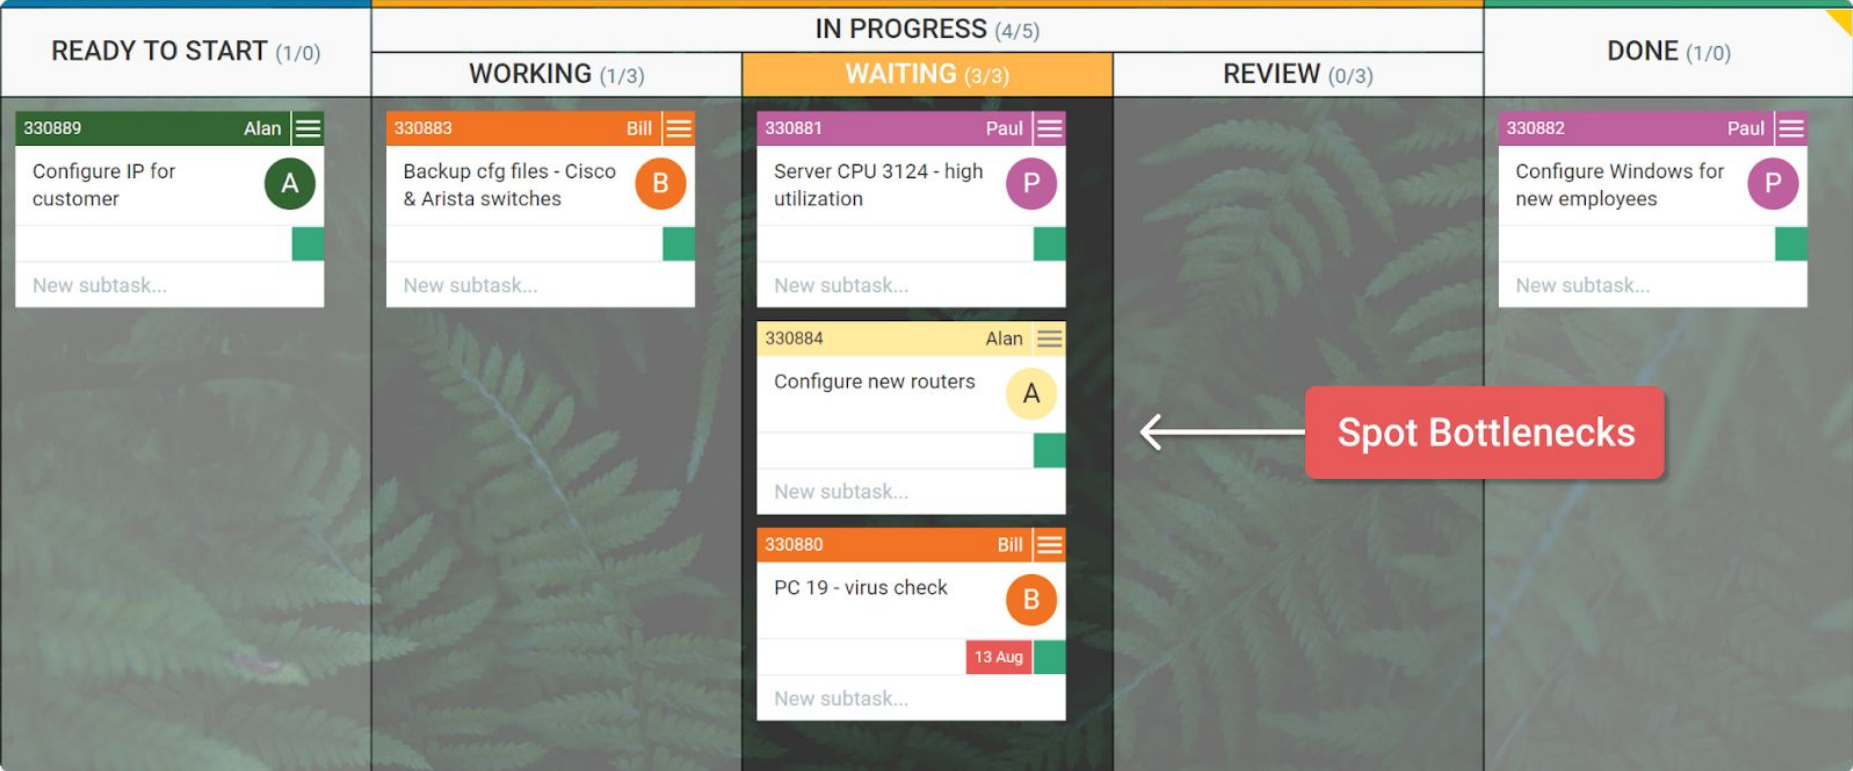 READY TO START (1/0)
IN PROGRESS (4/5)
WORKING (1/3)
WAITING (3/3)
REVIEW (0/3)
DONE (1/0)
330889 Alan
Configure IP for
customer
A
New subtask...
330883 Bill
Backup cfg files - Cisco
& Arista switches
B
New subtask...
330881 Paul
Server CPU 3124 - high
utilization
P
New subtask...
330884 Alan
Configure new routers
A
New subtask...
330880 Bill
PC 19 - virus check
B
13 Aug
New subtask...
Spot Bottlenecks
330882 Paul
Configure Windows for
new employees
P
New subtask...